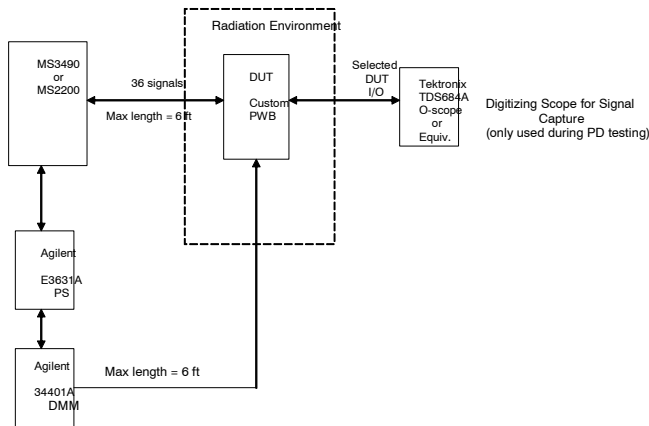 Radiation Environment
MS3490
or
MS2200
36 signals
Max length = 6 ft
DUT
Custom
PWB
Selected
DUT
I/O
Tektronix
TDS684A
O-scope
or
Equiv.
Digitizing Scope for Signal
Capture
(only used during PD testing)
Agilent
E3631A
PS
Agilent
34401A
DMM
Max length = 6 ft